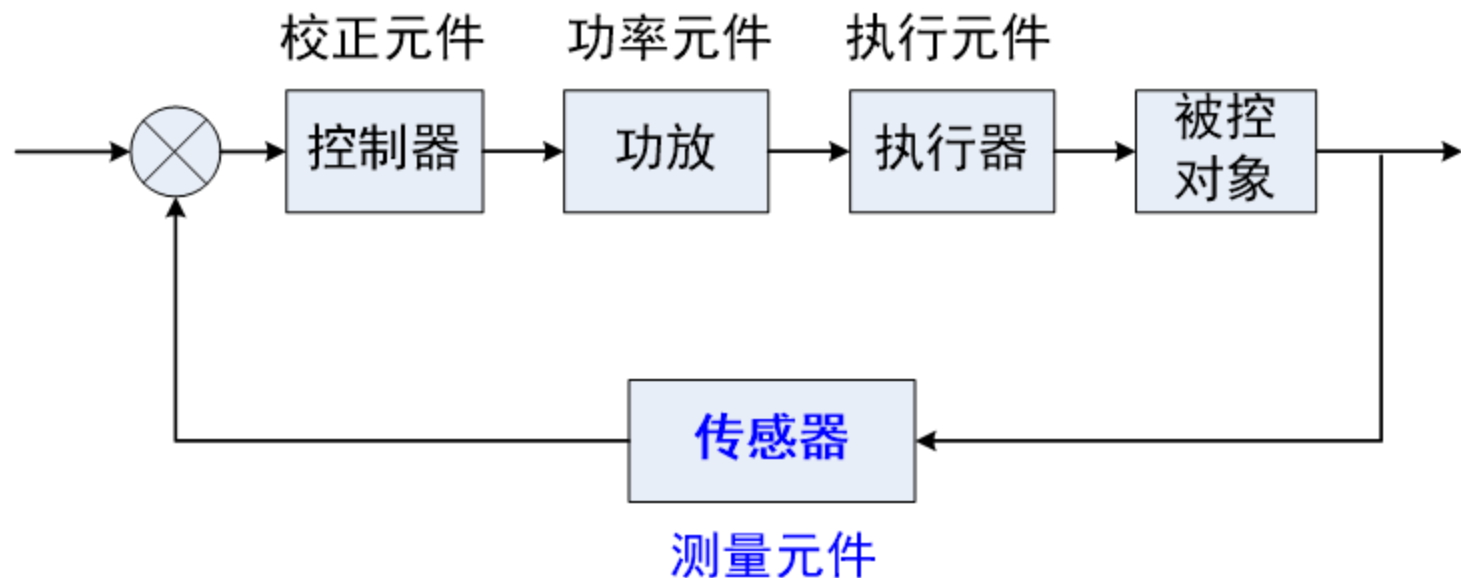 校正元件
功率元件
执行元件
控制器
功放
执行器
被控
对象
传感器
测量元件